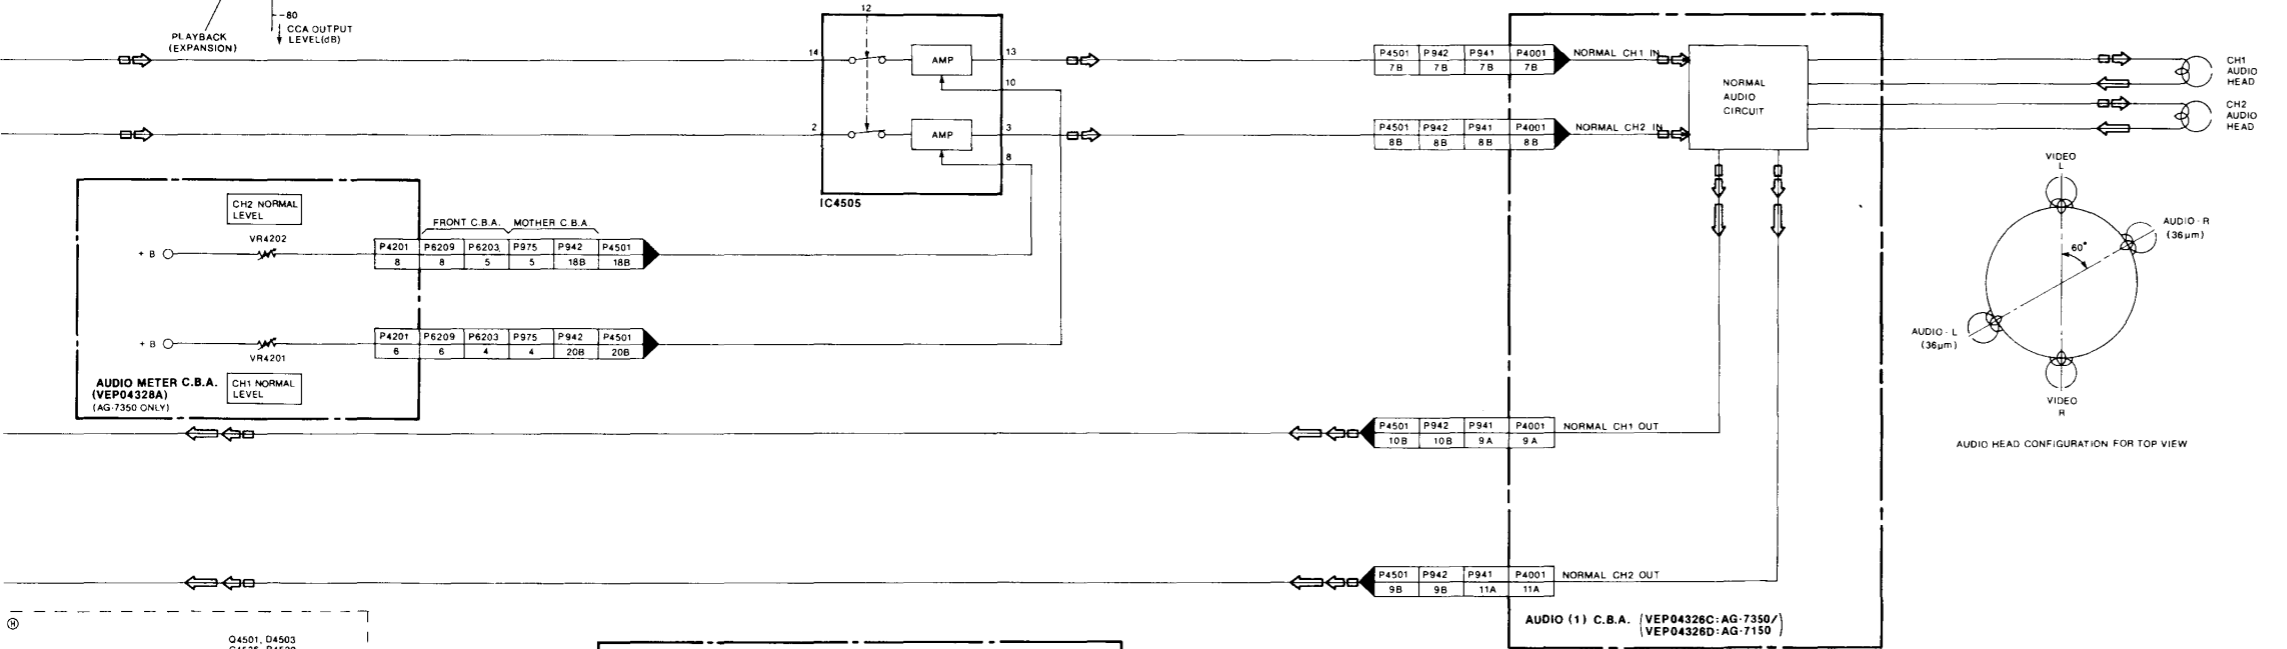 PLAYBACK
(EXPANSION)
-80
CCA OUTPUT
LEVEL(dB)
12
14
AMP
13
10
2
AMP
3
8
IC4505
P4501 P942 P941 P4001
7B 7B 7B 7B
NORMAL CH1 IN
P4501 P942 P941 P4001
8B 8B 8B 8B
NORMAL CH2 IN
NORMAL
AUDIO
CIRCUIT
CH1
AUDIO
HEAD
CH2
AUDIO
HEAD
CH2 NORMAL
LEVEL
VR4202
+ B
FRONT C.B.A. MOTHER C.B.A.
P4201 P6209 P6203 P975 P942 P4501
8 8 5 5 18B 18B
+ B
VR4201
P4201 P6209 P6203 P975 P942 P4501
6 6 4 4 20B 20B
AUDIO METER C.B.A.
(VEP04328A)
(AG-7350 ONLY)
CH1 NORMAL
LEVEL
VIDEO
L
AUDIO - R
(36μm)
60°
AUDIO - L
(36μm)
VIDEO
R
AUDIO HEAD CONFIGURATION FOR TOP VIEW
P4501 P942 P941 P4001
10B 10B 9A 9A
NORMAL CH1 OUT
P4501 P942 P941 P4001
9B 9B 11A 11A
NORMAL CH2 OUT
AUDIO (1) C.B.A. (VEP04326C:AG-7350/
VEP04326D:AG-7150)
H
Q4501, D4503